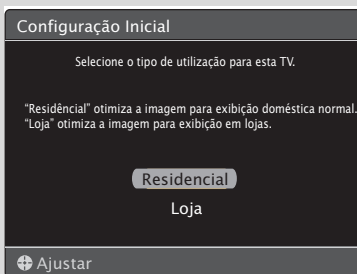 Configuração Inicial
Selecione o tipo de utilização para esta TV.
“Residêncial” otimiza a imagem para exibição doméstica normal.
“Loja” otimiza a imagem para exibição em lojas.
Residencial
Loja
Ajustar